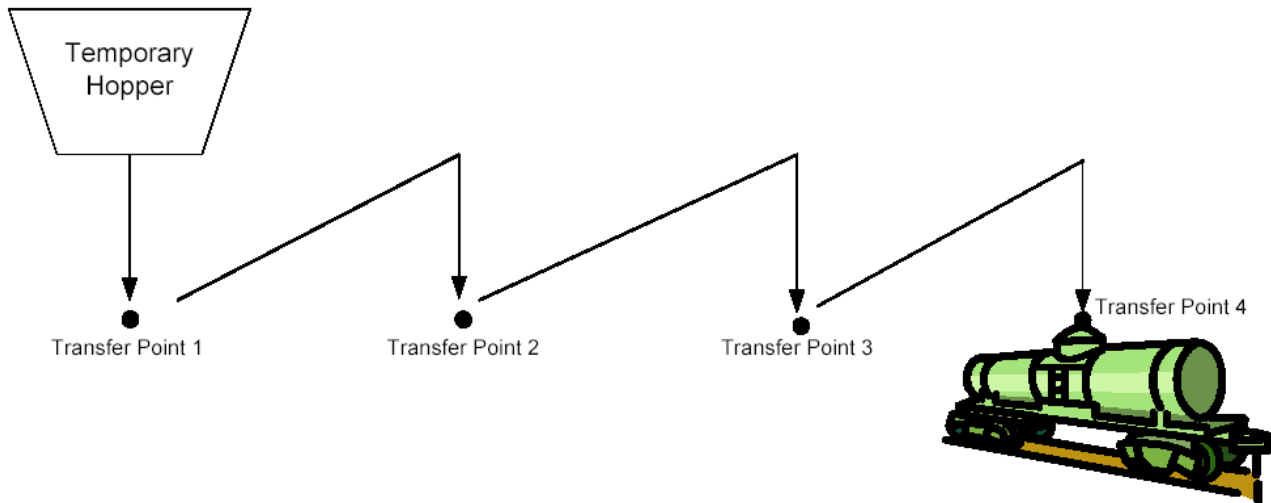 Temporary
Hopper
Transfer Point 4
Transfer Point 1
Transfer Point 2
Transfer Point 3